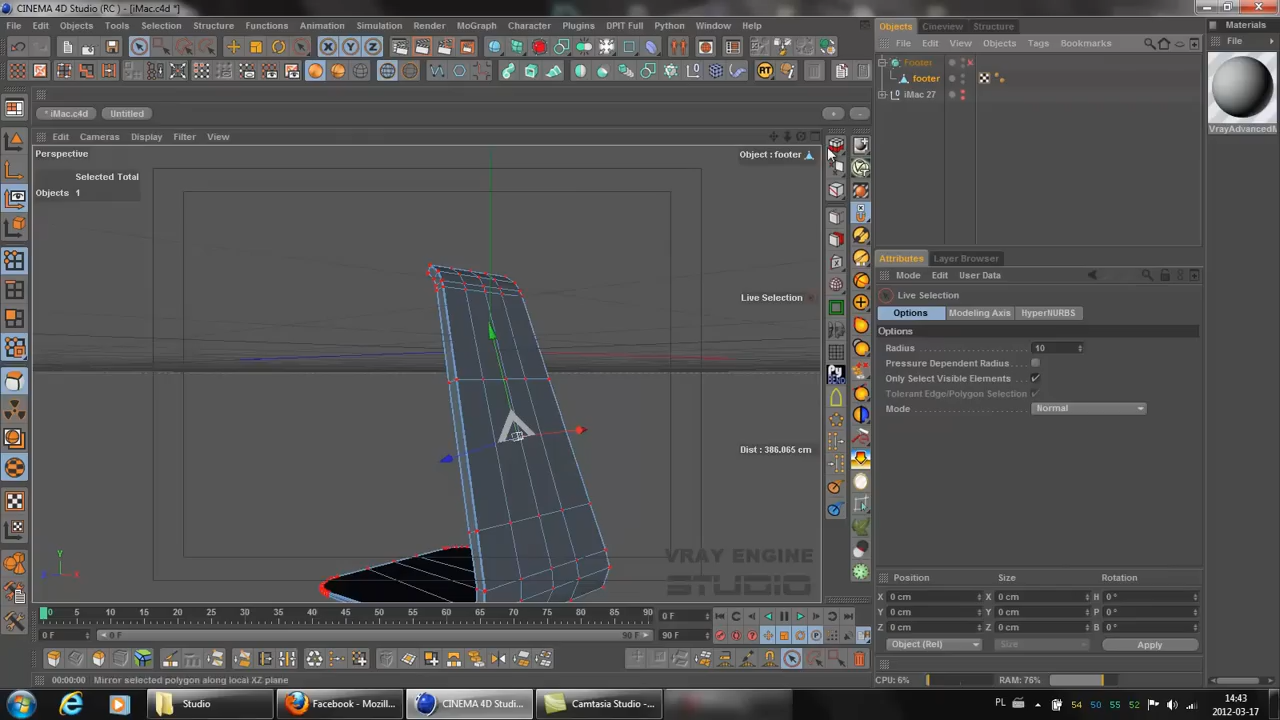 CINEMA 4D Studio (RC) - [iMac.c4d *]
File Edit Objects Tools Selection Structure Functions Animation Simulation Render MoGraph Character Plugins DPIT Full Python Window Help
* iMac.c4d Untitled
Edit Cameras Display Filter View
Perspective
Object : footer
Selected Total
Objects 1
Live Selection
Dist : 386.065 cm
VRAY ENGINE
STUDIO
Objects Cmeview Structure
File Edit View Objects Tags Bookmarks
Footer
footer
iMac 27
Materials
File
VrayAdvancedM
Attributes Layer Browser
Mode Edit User Data
Live Selection
Options Modeling Axis HyperNURBS
Options
Radius 10
Pressure Dependent Radius
Only Select Visible Elements
Tolerant Edge/Polygon Selection
Mode Normal
Position Size Rotation
X 0 cm X 0 cm H 0 °
Y 0 cm Y 0 cm P 0 °
Z 0 cm Z 0 cm B 0 °
Object (Rel) Size Apply
0 5 10 15 20 25 30 35 40 45 50 55 60 65 70 75 80 85 90 0 F
0 F 0 F 90 F 90 F
00:00:00 Mirror selected polygon along local XZ plane
CPU: 6% RAM: 76%
Studio
Facebook - Mozill...
CINEMA 4D Studi...
Camtasia Studio - ...
PL 54 50 55 52
14:43
2012-03-17